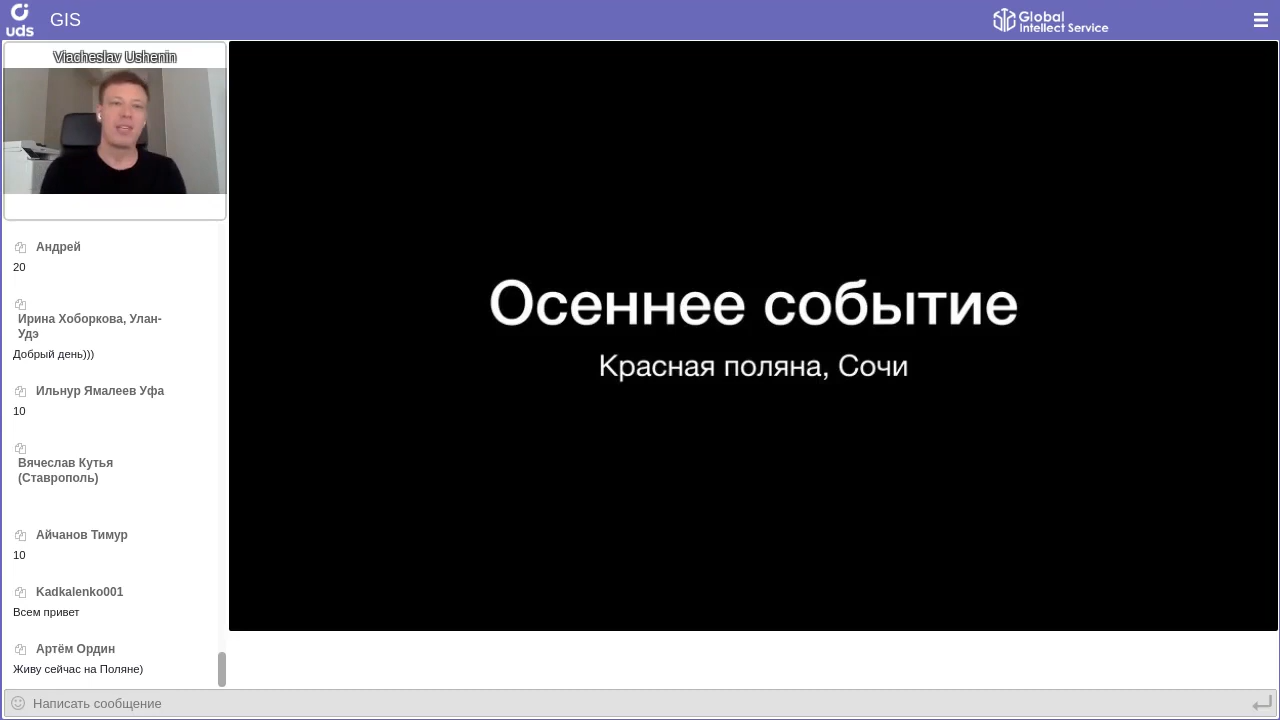 uds
GIS
Global
Intellect Service
Viacheslav Ushenin
Андрей
20
Ирина Хоборкова, Улан-
Удэ
Добрый день)))
Ильнур Ямалеев Уфа
10
Вячеслав Кутья
(Ставрополь)
Айчанов Тимур
10
Kadkalenko001
Всем привет
Артём Ордин
Живу сейчас на Поляне)
Осеннее событие
Красная поляна, Сочи
Написать сообщение